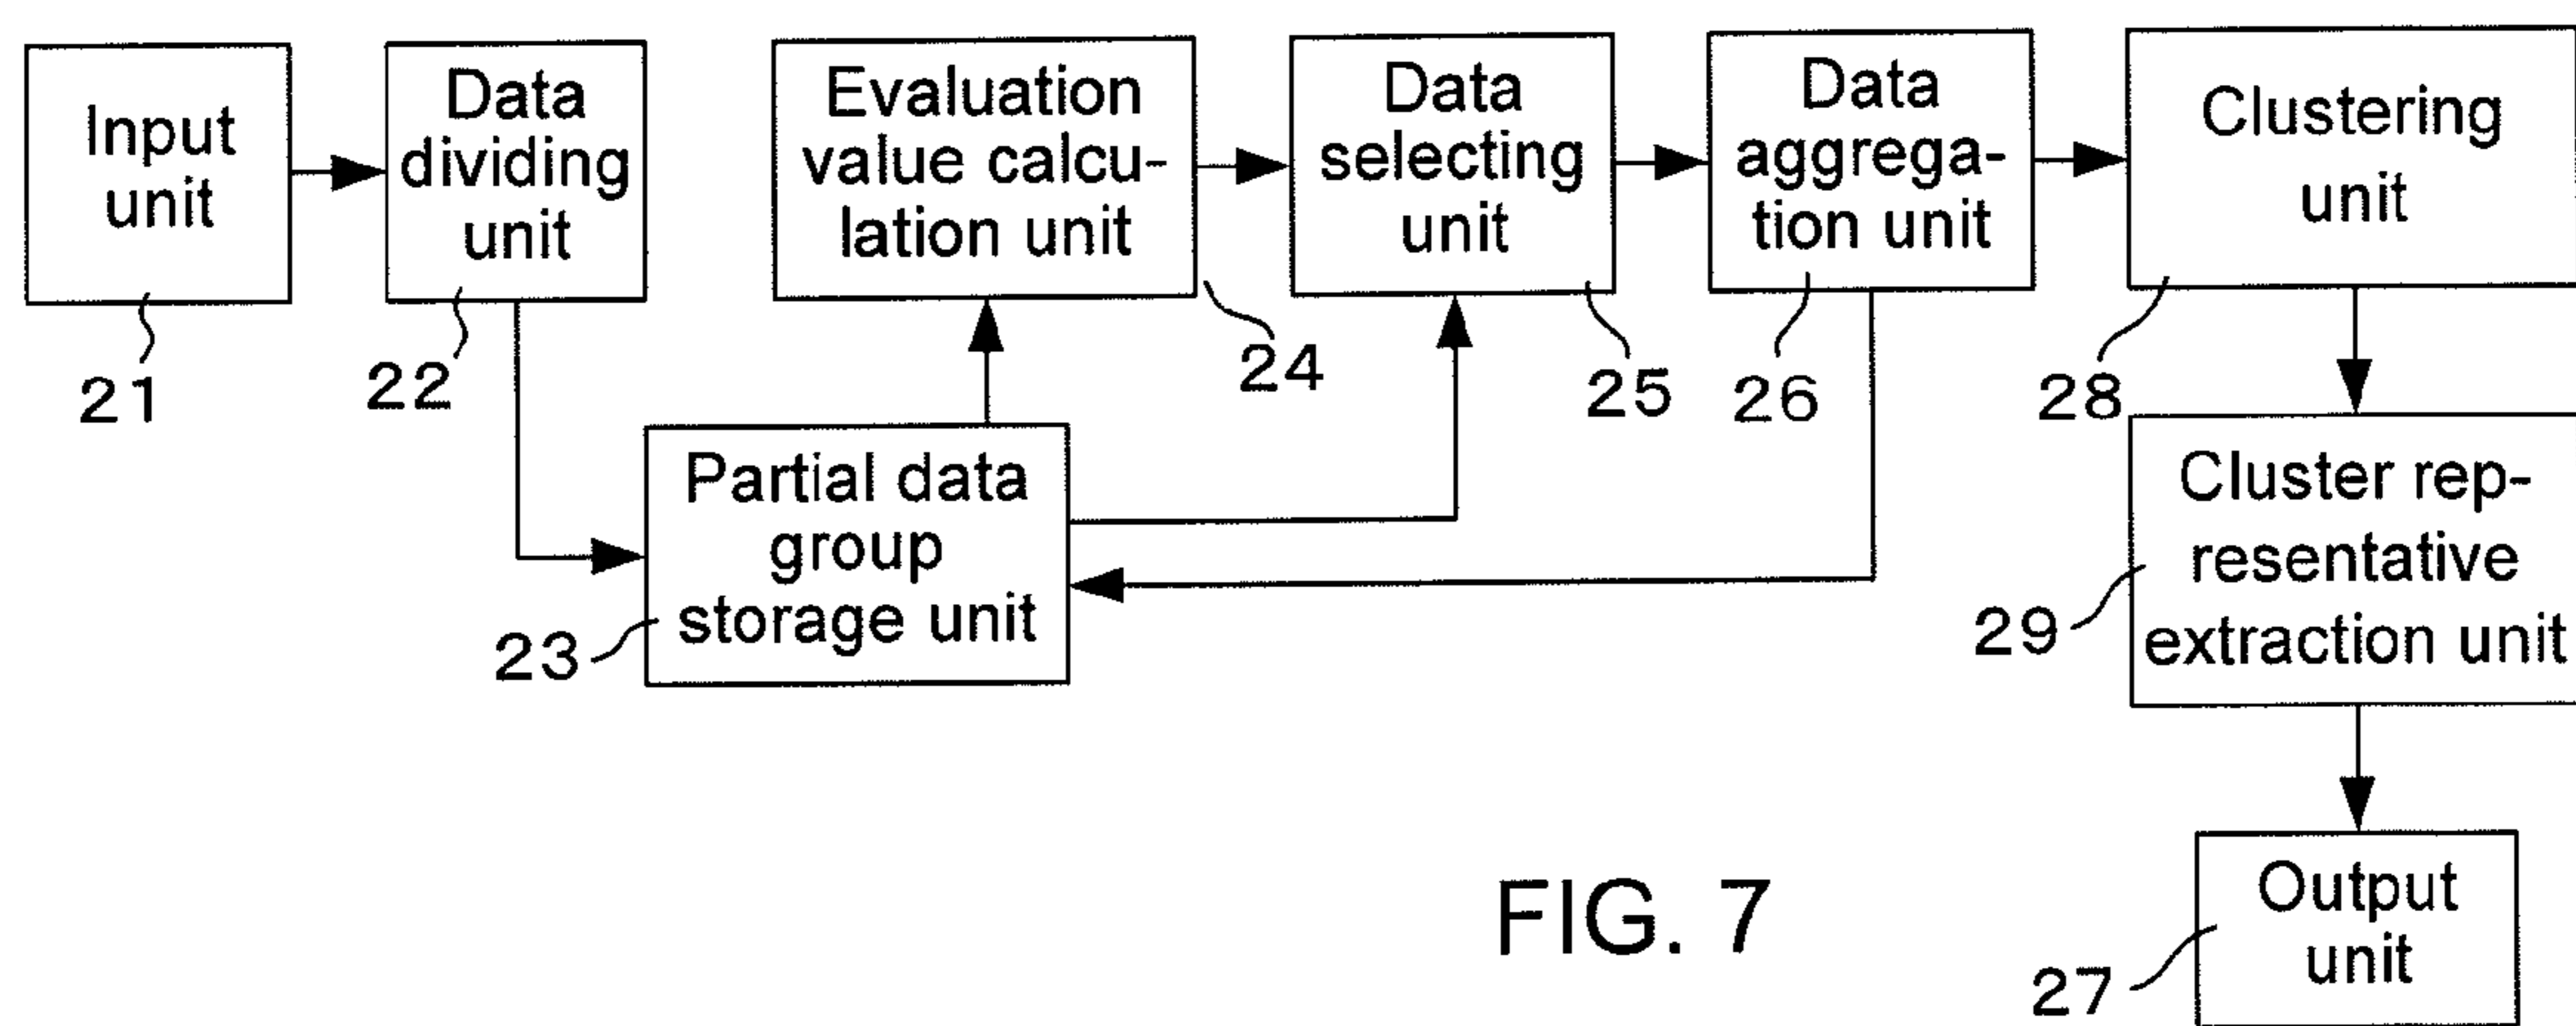 Input
unit
21
Data
dividing
unit
22
Evaluation
value calcu-
lation unit
24
Data
selecting
unit
25
Data
aggrega-
tion unit
26
Clustering
unit
28
Partial data
group
storage unit
23
Cluster rep-
resentative
extraction unit
29
Output
unit
27
FIG. 7